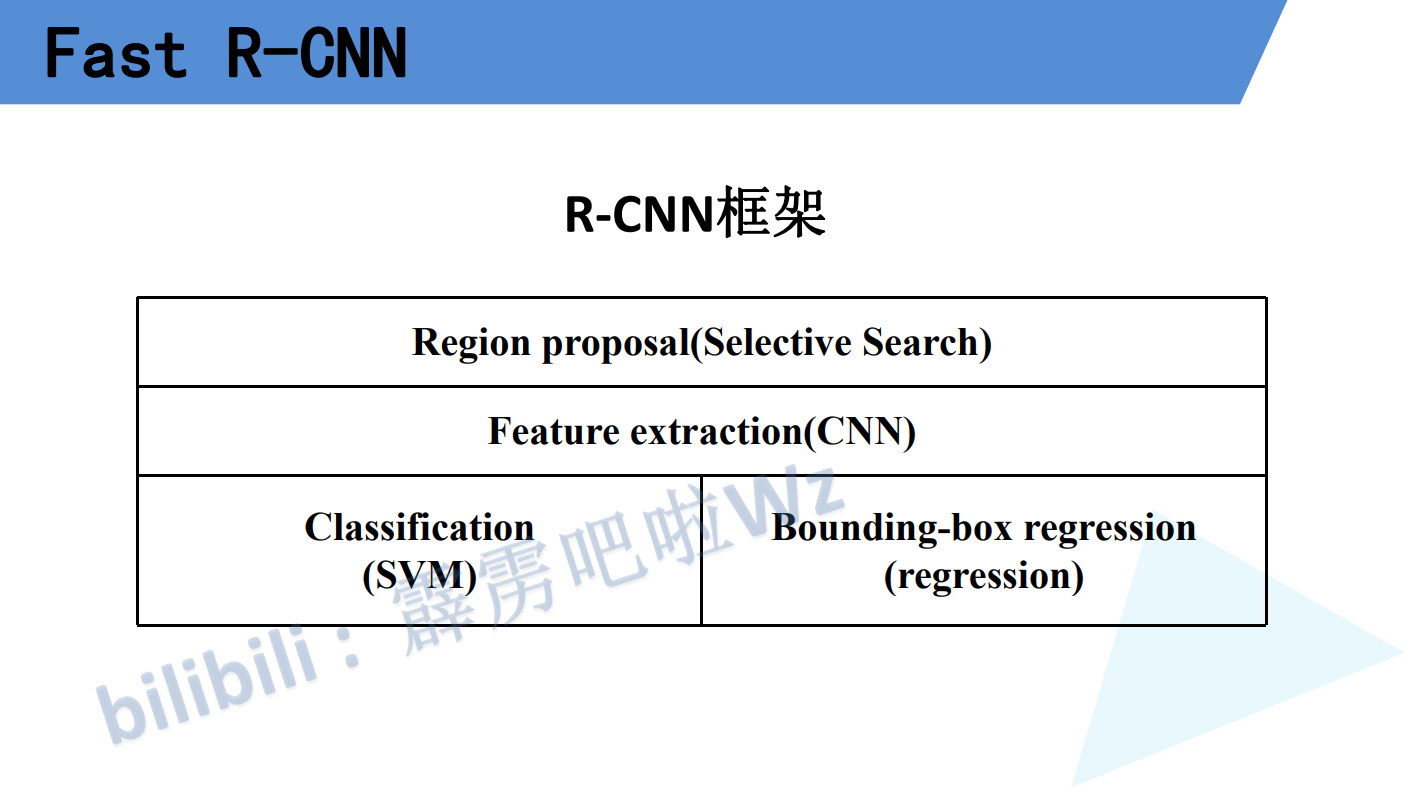 Fast R-CNN
R-CNN框架
Region proposal(Selective Search)
Feature extraction(CNN)
Classification
(SVM)
Bounding-box regression
(regression)
bilibili：霹雳吧啦Wz